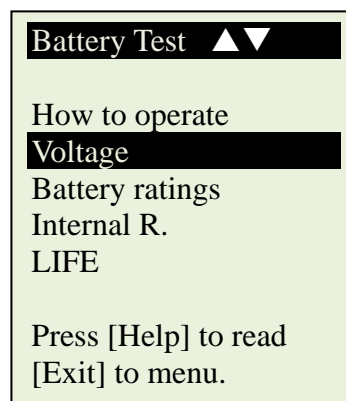 Battery Test ▲▼
How to operate
Voltage
Battery ratings
Internal R.
LIFE
Press [Help] to read
[Exit] to menu.